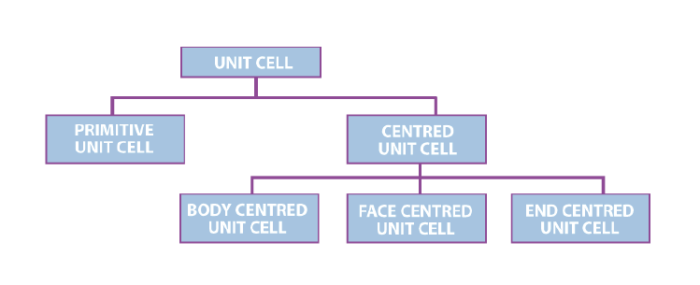 UNIT CELL
PRIMITIVE
UNIT CELL
CENTRED
UNIT CELL
BODY CENTRED
UNIT CELL
FACE CENTRED
UNIT CELL
END CENTRED
UNIT CELL